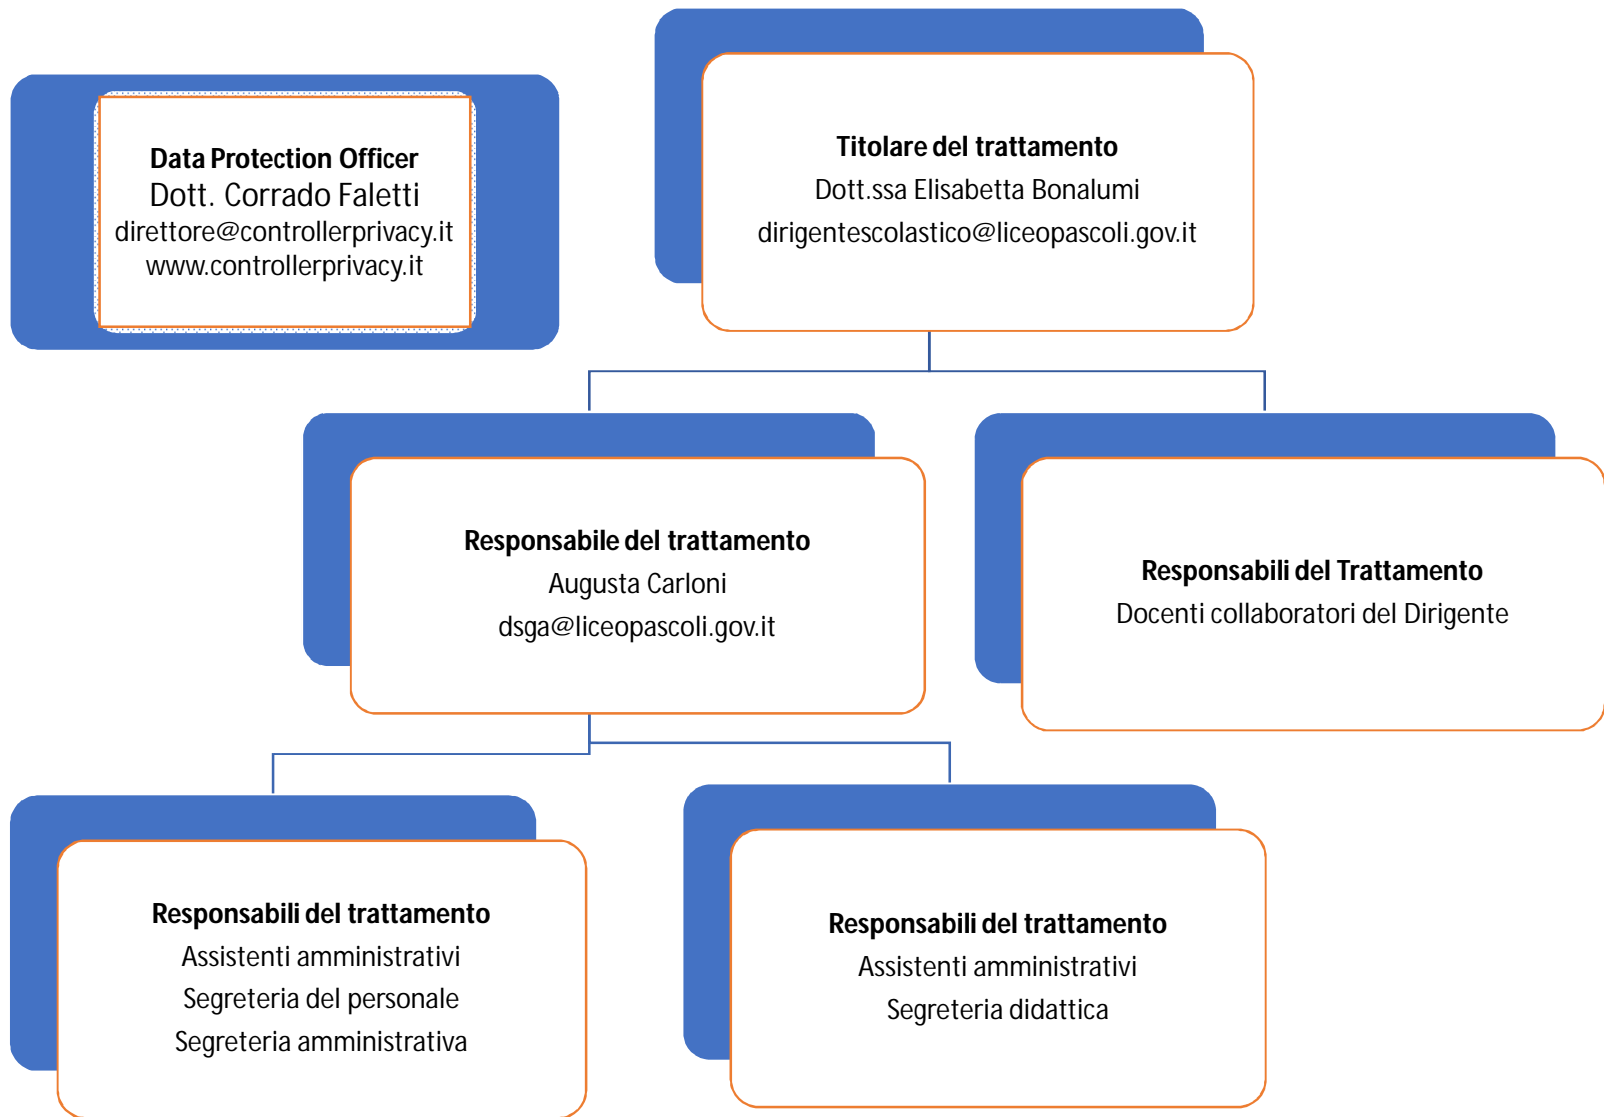 Data Protection Officer
Dott. Corrado Faletti
direttore@controllerprivacy.it
www.controllerprivacy.it
Titolare del trattamento
Dott.ssa Elisabetta Bonalumi
dirigentescolastico@liceopascoli.gov.it
Responsabile del trattamento
Augusta Carloni
dsga@liceopascoli.gov.it
Responsabili del Trattamento
Docenti collaboratori del Dirigente
Responsabili del trattamento
Assistenti amministrativi
Segreteria del personale
Segreteria amministrativa
Responsabili del trattamento
Assistenti amministrativi
Segreteria didattica